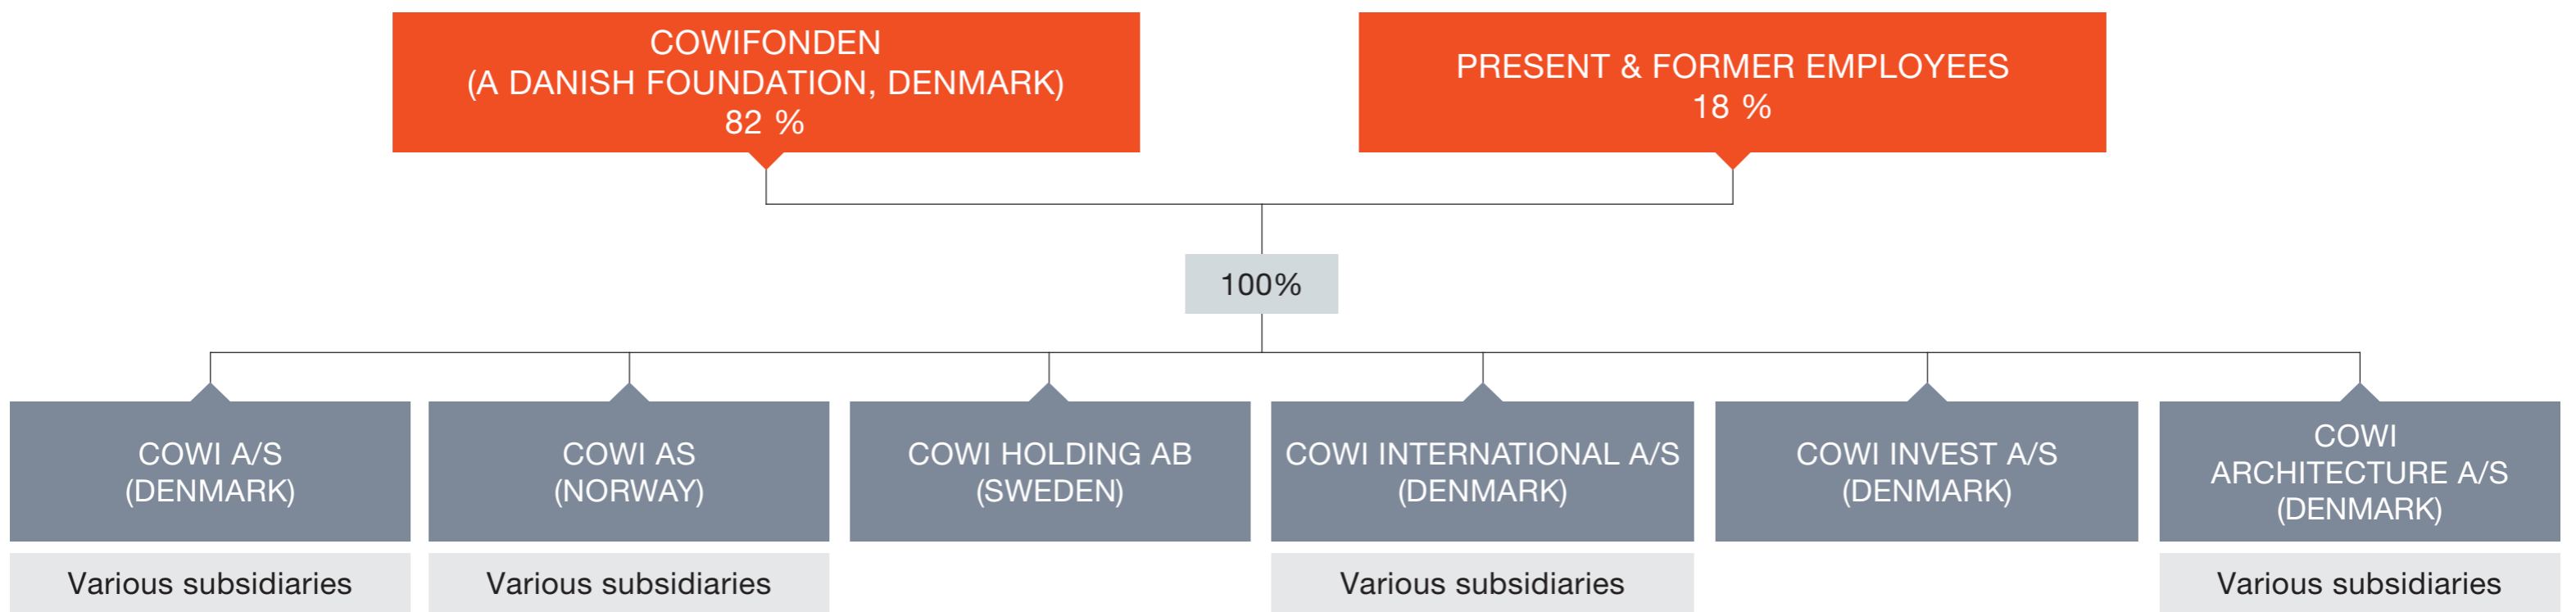 COWIFONDEN
(A DANISH FOUNDATION, DENMARK)
82 %
PRESENT & FORMER EMPLOYEES
18 %
100%
COWI A/S
(DENMARK)
COWI AS
(NORWAY)
COWI HOLDING AB
(SWEDEN)
COWI INTERNATIONAL A/S
(DENMARK)
COWI INVEST A/S
(DENMARK)
COWI
ARCHITECTURE A/S
(DENMARK)
Various subsidiaries
Various subsidiaries
Various subsidiaries
Various subsidiaries